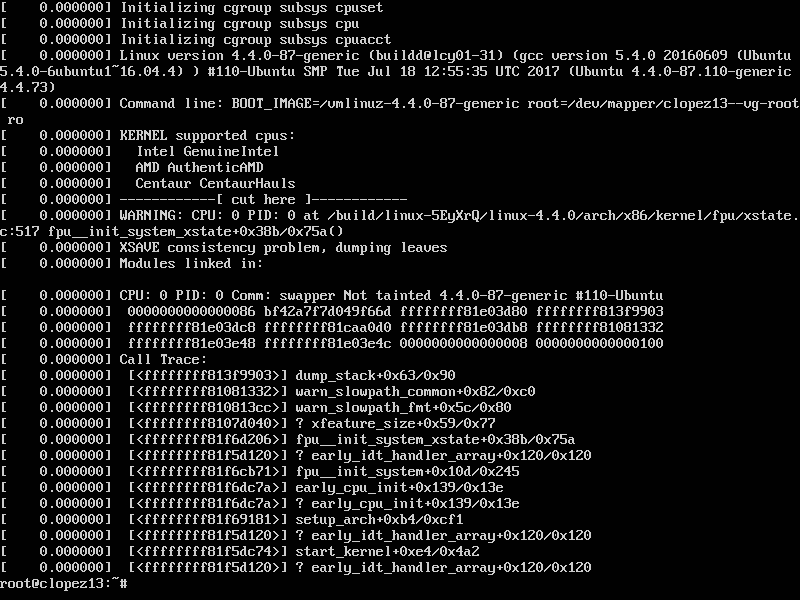 [    0.000000] Initializing cgroup subsys cpuset
[    0.000000] Initializing cgroup subsys cpu
[    0.000000] Initializing cgroup subsys cpuacct
[    0.000000] Linux version 4.4.0-87-generic (buildd@lcy01-31) (gcc version 5.4.0 20160609 (Ubuntu
5.4.0-6ubuntu1~16.04.4) ) #110-Ubuntu SMP Tue Jul 18 12:55:35 UTC 2017 (Ubuntu 4.4.0-87.110-generic
4.4.73)
[    0.000000] Command line: BOOT_IMAGE=/vmlinuz-4.4.0-87-generic root=/dev/mapper/clopez13--vg-root
 ro
[    0.000000] KERNEL supported cpus:
[    0.000000]   Intel GenuineIntel
[    0.000000]   AMD AuthenticAMD
[    0.000000]   Centaur CentaurHauls
[    0.000000] ------------[ cut here ]------------
[    0.000000] WARNING: CPU: 0 PID: 0 at /build/linux-5EyXrQ/linux-4.4.0/arch/x86/kernel/fpu/xstate.
c:517 fpu__init_system_xstate+0x38b/0x75a()
[    0.000000] XSAVE consistency problem, dumping leaves
[    0.000000] Modules linked in:
[    0.000000] CPU: 0 PID: 0 Comm: swapper Not tainted 4.4.0-87-generic #110-Ubuntu
[    0.000000]  0000000000000086 bf42a7f7d049f66d ffffffff81e03d80 ffffffff813f9903
[    0.000000]  ffffffff81e03dc8 ffffffff81caa0d0 ffffffff81e03db8 ffffffff81081332
[    0.000000]  ffffffff81e03e48 ffffffff81e03e4c 0000000000000008 0000000000000100
[    0.000000] Call Trace:
[    0.000000]  [<ffffffff813f9903>] dump_stack+0x63/0x90
[    0.000000]  [<ffffffff81081332>] warn_slowpath_common+0x82/0xc0
[    0.000000]  [<ffffffff810813cc>] warn_slowpath_fmt+0x5c/0x80
[    0.000000]  [<ffffffff8107d040>] ? xfeature_size+0x59/0x77
[    0.000000]  [<ffffffff81f6d206>] fpu__init_system_xstate+0x38b/0x75a
[    0.000000]  [<ffffffff81f5d120>] ? early_idt_handler_array+0x120/0x120
[    0.000000]  [<ffffffff81f6cb71>] fpu__init_system+0x10d/0x245
[    0.000000]  [<ffffffff81f6dc7a>] early_cpu_init+0x139/0x13e
[    0.000000]  [<ffffffff81f6dc7a>] ? early_cpu_init+0x139/0x13e
[    0.000000]  [<ffffffff81f69181>] setup_arch+0xb4/0xcf1
[    0.000000]  [<ffffffff81f5d120>] ? early_idt_handler_array+0x120/0x120
[    0.000000]  [<ffffffff81f5dc74>] start_kernel+0xe4/0x4a2
[    0.000000]  [<ffffffff81f5d120>] ? early_idt_handler_array+0x120/0x120
root@clopez13:~#